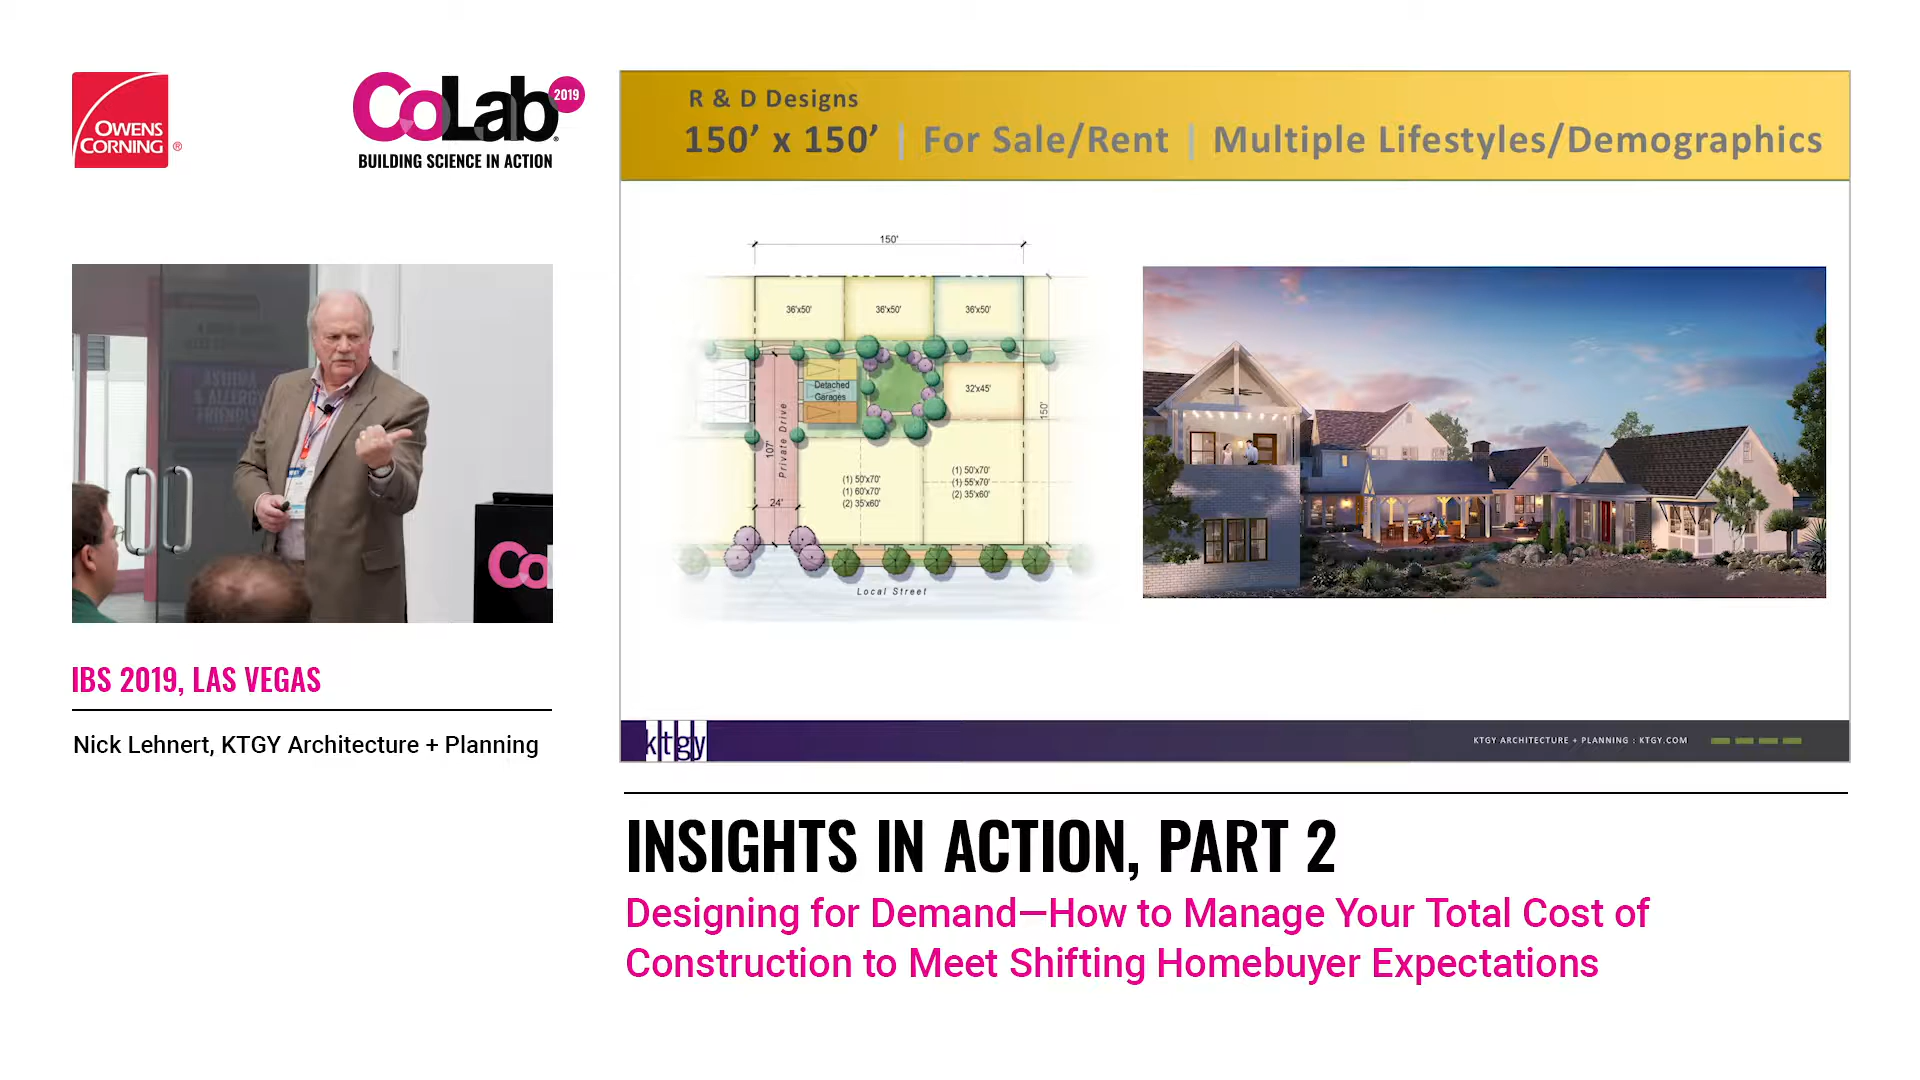 OWENS
CORNING
®
CoLab
2019
BUILDING SCIENCE IN ACTION
R & D Designs
150’ x 150’ | For Sale/Rent | Multiple Lifestyles/Demographics
150'
36'x50'
36'x50'
36'x50'
Detached
Garages
32'x45'
150'
Private Drive
107'
24'
(1) 50'x70'
(1) 60'x70'
(2) 35'x60'
(1) 50'x70'
(1) 55'x70'
(2) 35'x60'
Local Street
ASTHMA
& ALLERGY
FRIENDLY
Co
IBS 2019, LAS VEGAS
Nick Lehnert, KTGY Architecture + Planning
ktgy
KTGY ARCHITECTURE + PLANNING : KTGY.COM
INSIGHTS IN ACTION, PART 2
Designing for Demand—How to Manage Your Total Cost of
Construction to Meet Shifting Homebuyer Expectations